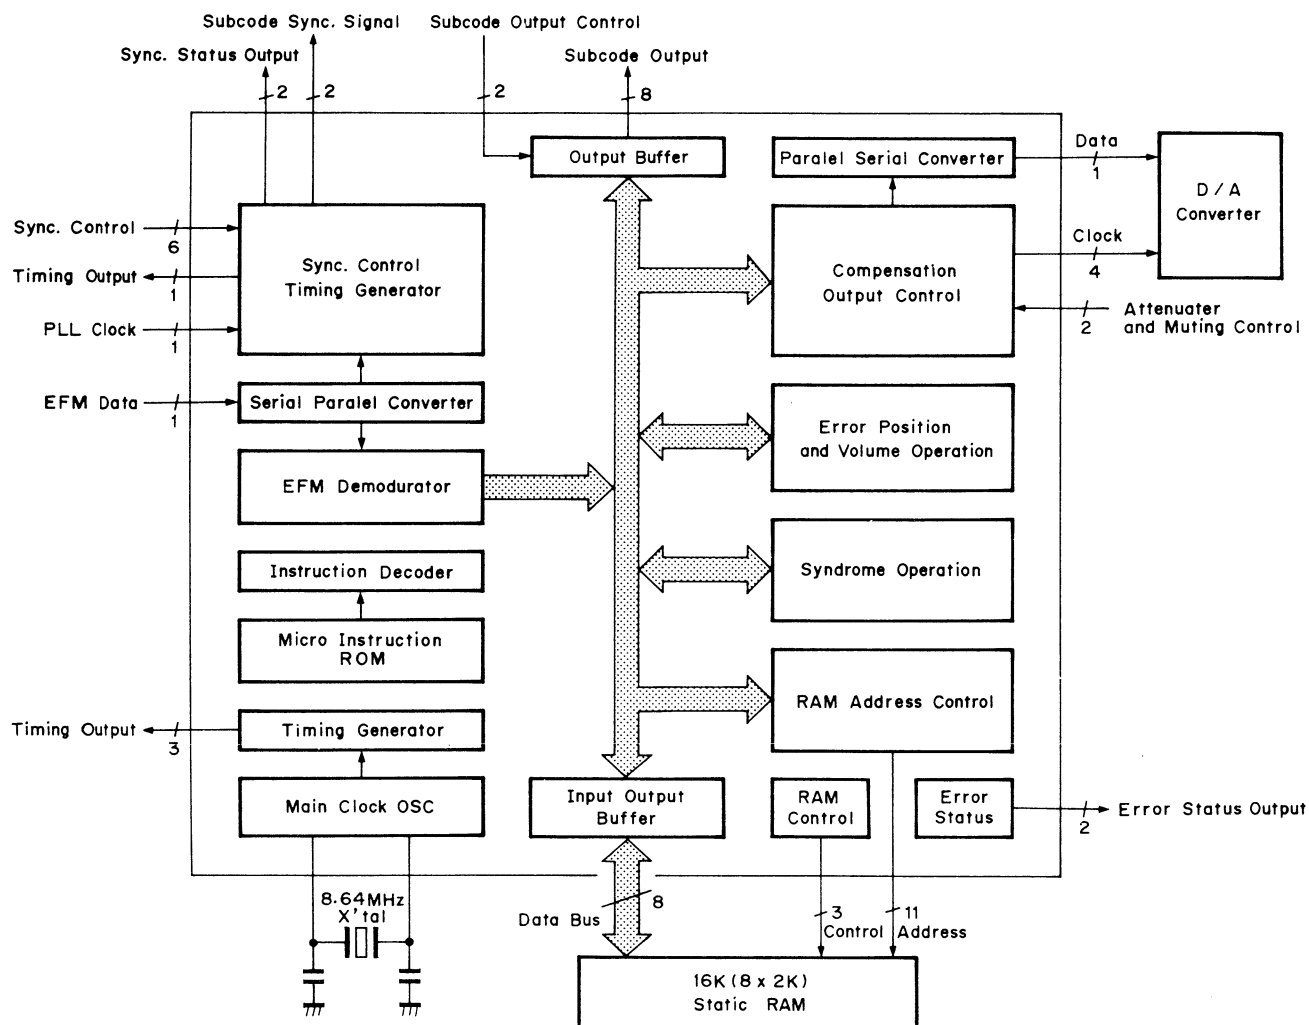 Subcode Sync. Signal
Subcode Output Control
Sync. Status Output
Subcode Output
2
2
2
8
Output Buffer
Paralel Serial Converter
Data
1
D/A
Converter
Sync. Control
6
Timing Output
1
PLL Clock
1
Sync. Control
Timing Generator
Compensation
Output Control
Clock
4
2
Attenuater
and Muting Control
EFM Data
1
Serial Paralel Converter
Error Position
and Volume Operation
EFM Demodurator
Instruction Decoder
Syndrome Operation
Micro Instruction
ROM
RAM Address Control
Timing Output
3
Timing Generator
Main Clock OSC
Input Output
Buffer
RAM
Control
Error
Status
2
Error Status Output
8.64MHz
X'tal
Data Bus
8
3
11
Control Address
16K(8x2K)
Static RAM